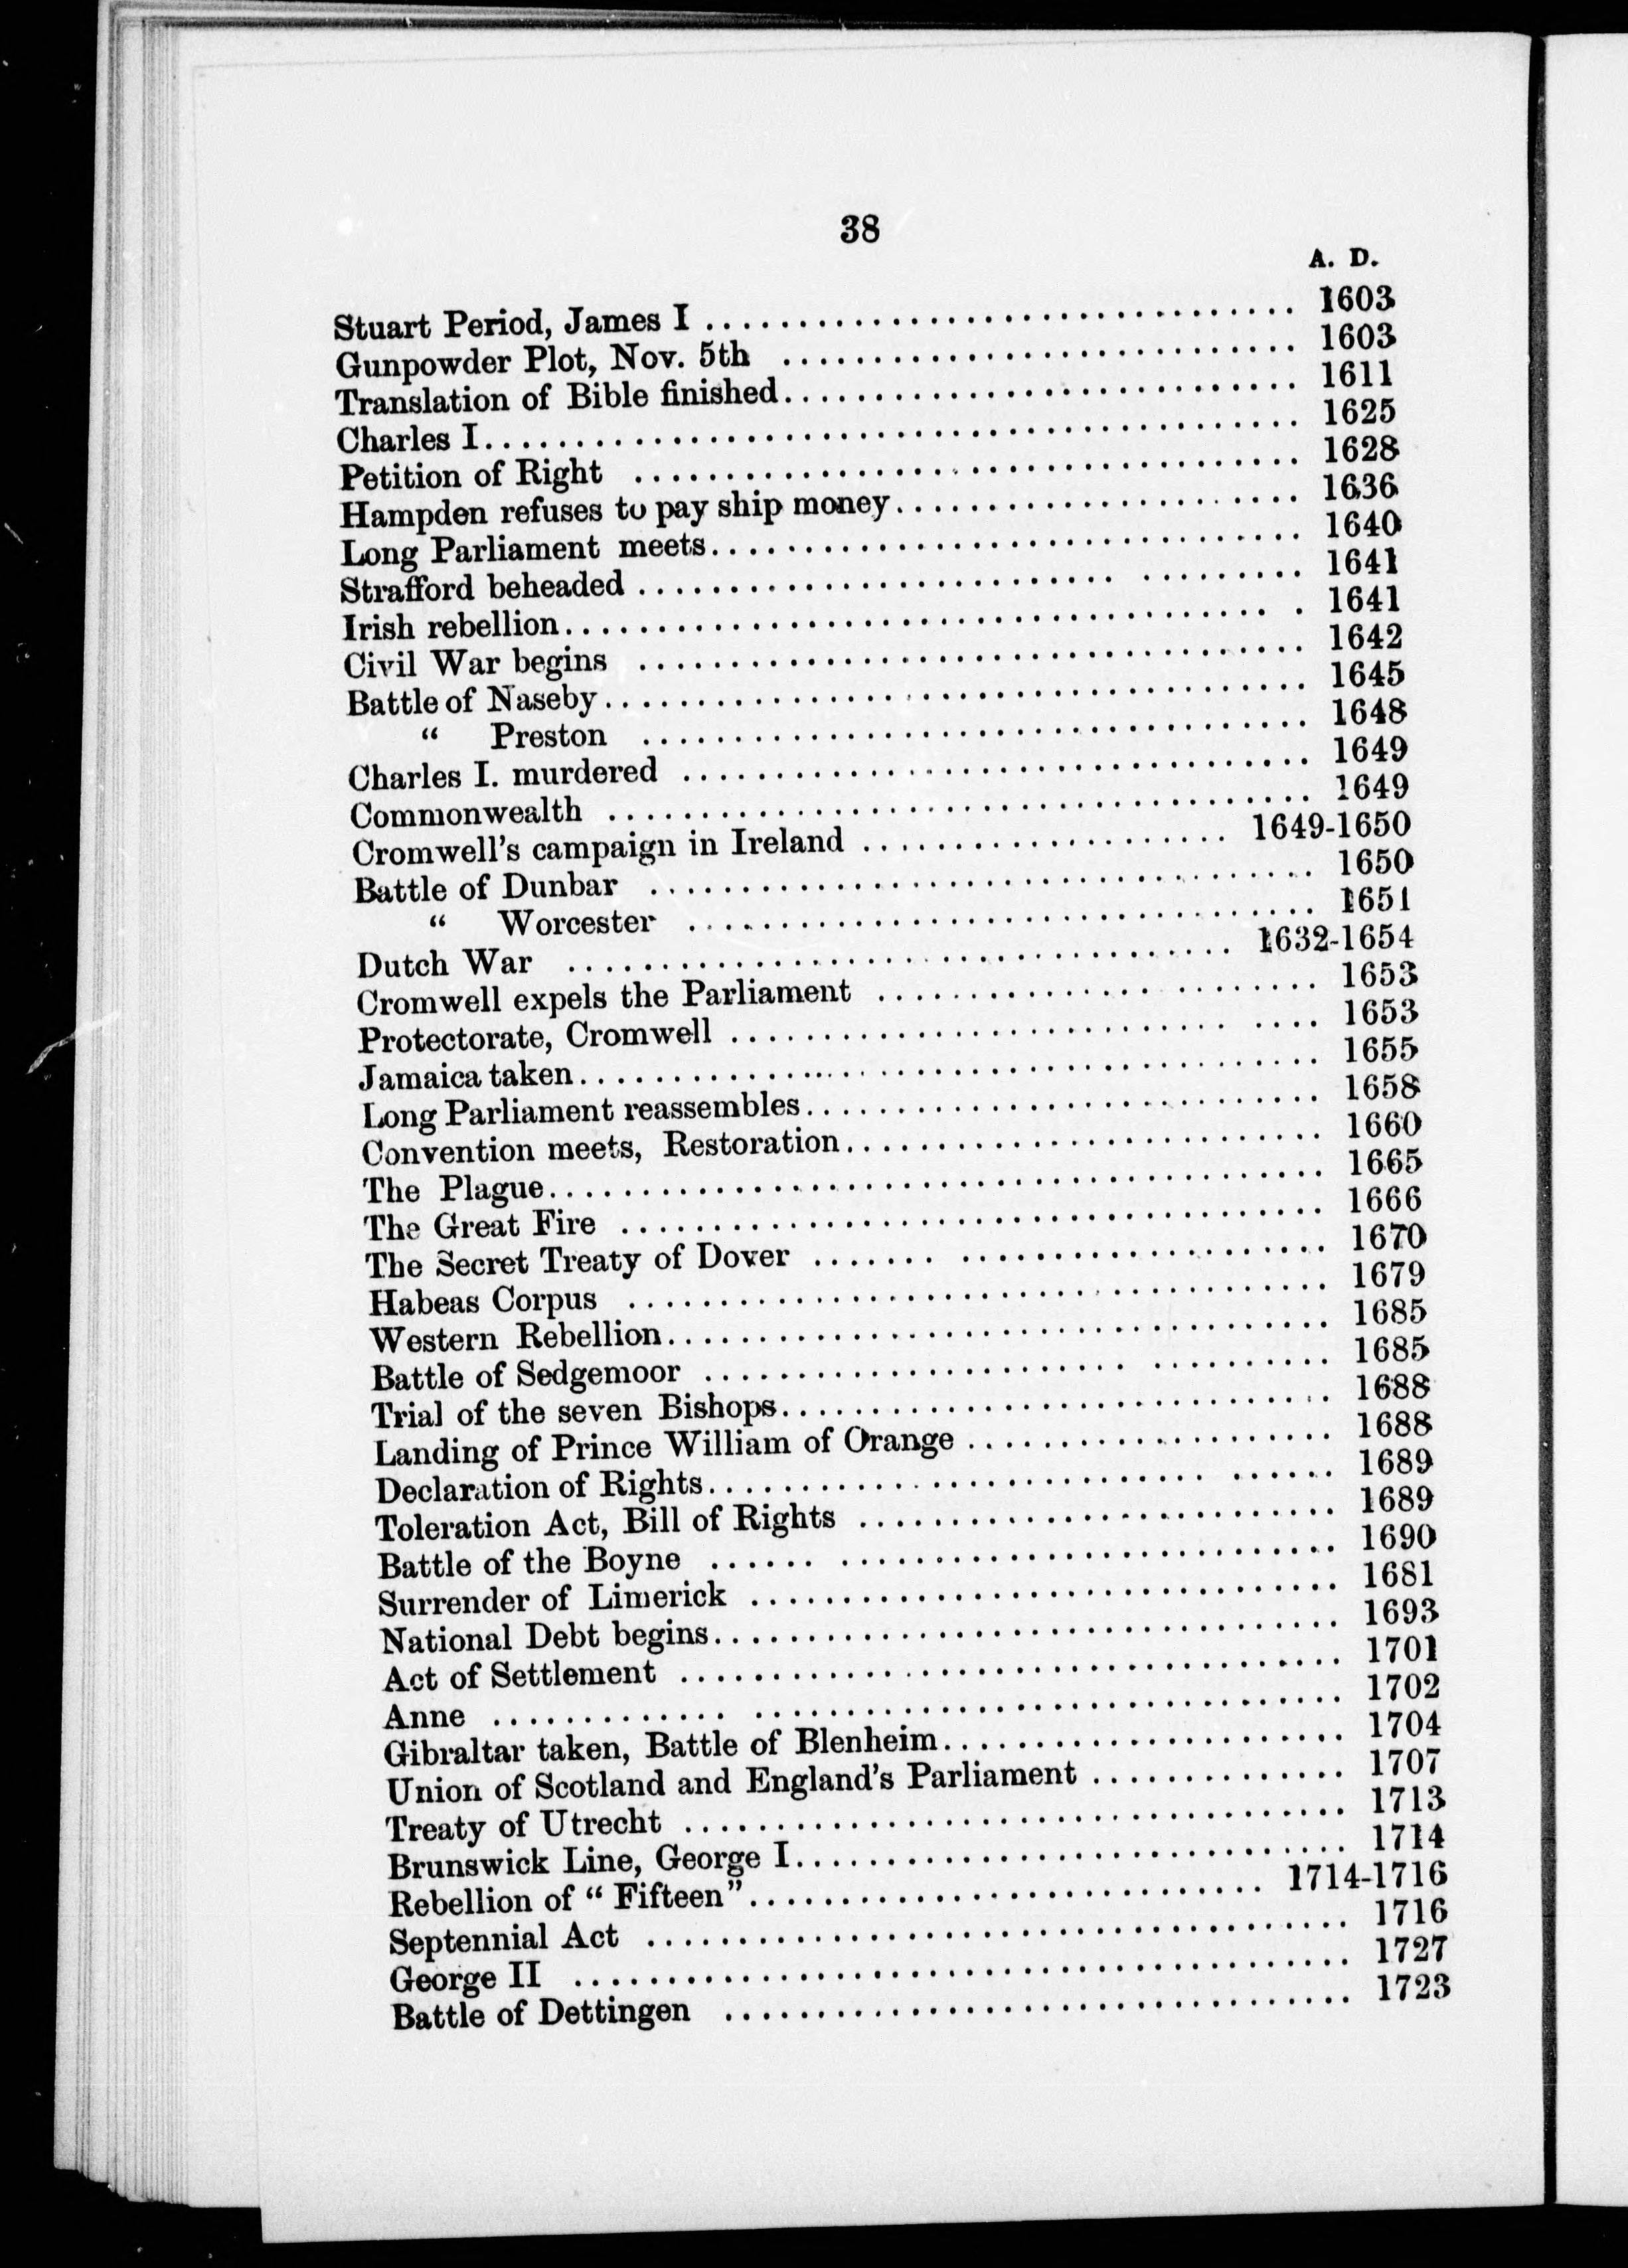 38
A. D.
Stuart Period, James I ................................ 1603
Gunpowder Plot, Nov. 5th ............................ 1603
Translation of Bible finished............................ 1611
Charles I............................................ 1625
Petition of Right .................................... 1628
Hampden refuses to pay ship money...................... 1636
Long Parliament meets................................ 1640
Strafford beheaded .................................... 1641
Irish rebellion........................................ 1641
Civil War begins .................................... 1642
Battle of Naseby...................................... 1645
“ Preston .................................... 1648
Charles I. murdered .................................. 1649
Commonwealth ...................................... 1649
Cromwell's campaign in Ireland .................... 1649-1650
Battle of Dunbar .................................... 1650
“ Worcester .................................. 1651
Dutch War .................................... 1632-1654
Cromwell expels the Parliament ........................ 1653
Protectorate, Cromwell ................................ 1653
Jamaica taken........................................ 1655
Long Parliament reassembles............................ 1658
Convention meets, Restoration.......................... 1660
The Plague.......................................... 1665
The Great Fire ...................................... 1666
The Secret Treaty of Dover ............................ 1670
Habeas Corpus ...................................... 1679
Western Rebellion.................................... 1685
Battle of Sedgemoor .................................. 1685
Trial of the seven Bishops.............................. 1688
Landing of Prince William of Orange .................... 1688
Declaration of Rights.................................. 1689
Toleration Act, Bill of Rights .......................... 1689
Battle of the Boyne .................................. 1690
Surrender of Limerick ................................ 1681
National Debt begins.................................. 1693
Act of Settlement .................................... 1701
Anne .............................................. 1702
Gibraltar taken, Battle of Blenheim...................... 1704
Union of Scotland and England's Parliament .............. 1707
Treaty of Utrecht .................................... 1713
Brunswick Line, George I.............................. 1714
Rebellion of “ Fifteen”............................ 1714-1716
Septennial Act ...................................... 1716
George II .......................................... 1727
Battle of Dettingen .................................. 1723